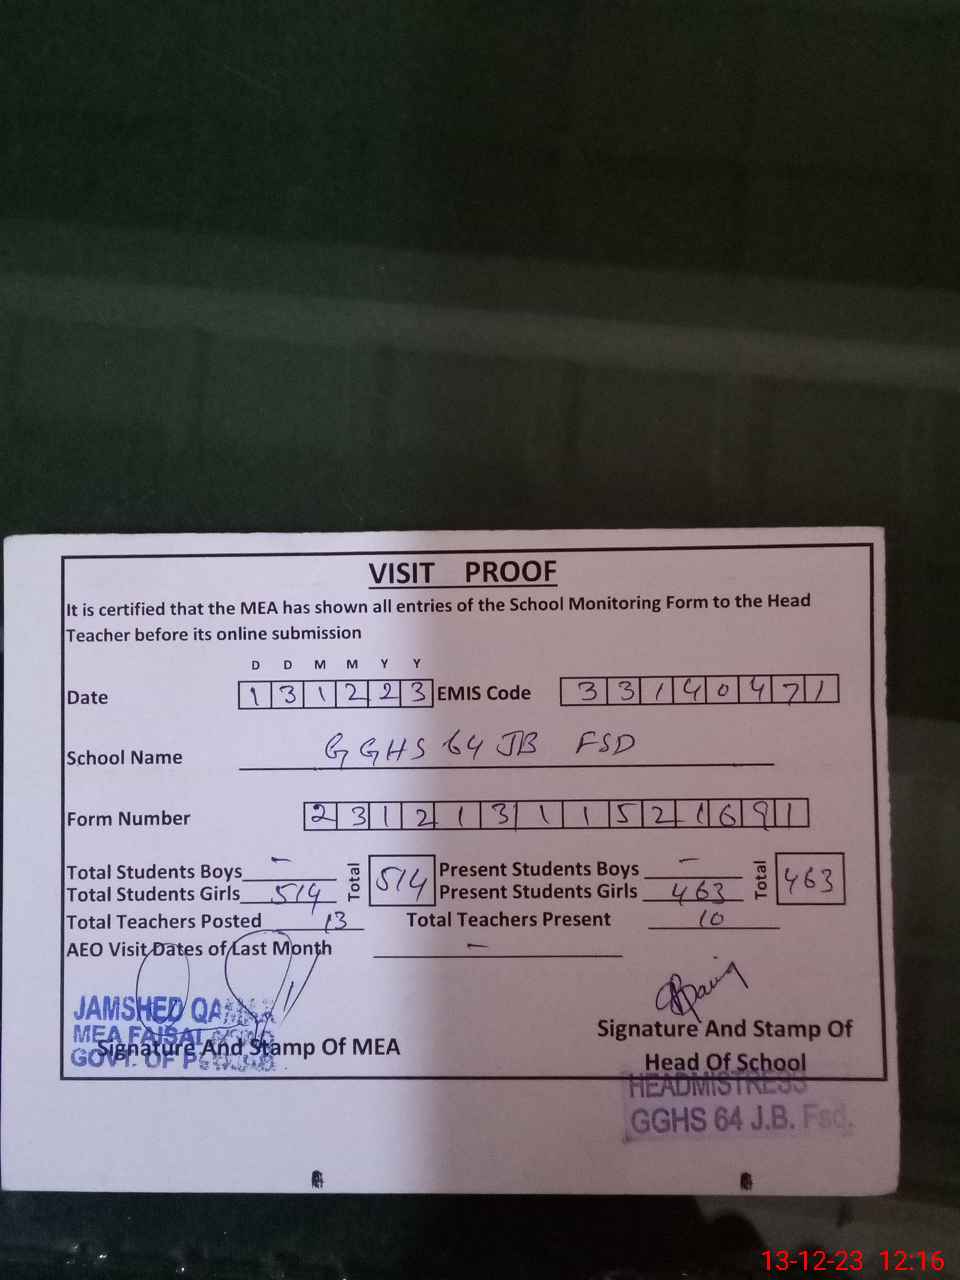 VISIT PROOF
It is certified that the MEA has shown all entries of the School Monitoring Form to the Head
Teacher before its online submission
D D M M Y Y
Date 1 3 1 2 2 3 EMIS Code 3 3 1 4 0 4 7 1
School Name GGHS 64 JB FSD
Form Number 2 3 1 2 1 3 1 1 5 2 1 6 9 1
Total Students Boys - Total 514 Present Students Boys - Total 463
Total Students Girls 514 Present Students Girls 463
Total Teachers Posted 13 Total Teachers Present 10
AEO Visit Dates of Last Month -
JAMSHED
MEA FAISAL
GOVT. OF
Signature And Stamp Of MEA
Signature And Stamp Of
Head Of School
HEADMISTRESS
GGHS 64 J.B. Fsd.
13-12-23 12:16